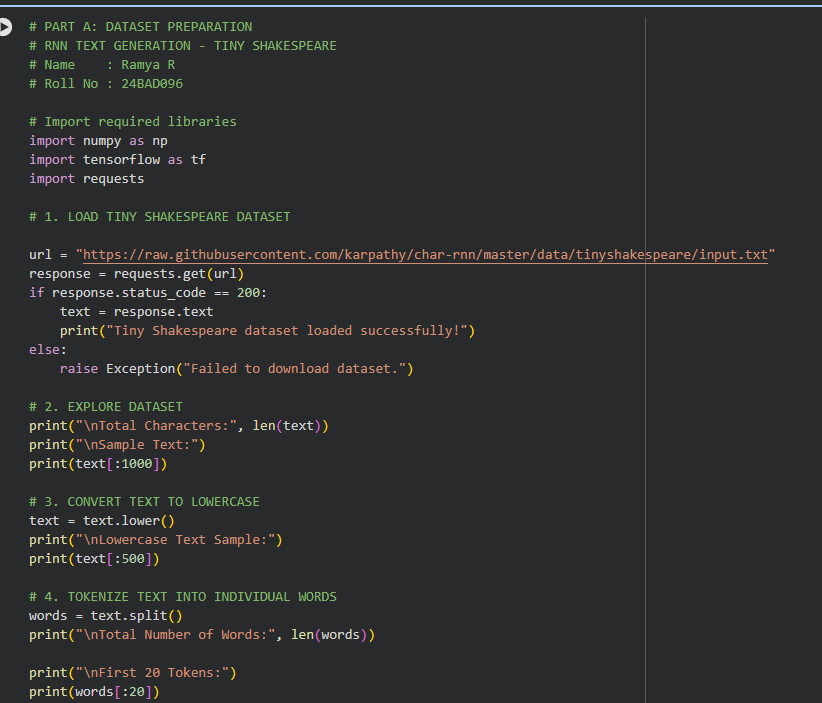 # PART A: DATASET PREPARATION
# RNN TEXT GENERATION - TINY SHAKESPEARE
# Name    : Ramya R
# Roll No : 24BAD096

# Import required libraries
import numpy as np
import tensorflow as tf
import requests

# 1. LOAD TINY SHAKESPEARE DATASET

url = "https://raw.githubusercontent.com/karpathy/char-rnn/master/data/tinyshakespeare/input.txt"
response = requests.get(url)
if response.status_code == 200:
    text = response.text
    print("Tiny Shakespeare dataset loaded successfully!")
else:
    raise Exception("Failed to download dataset.")

# 2. EXPLORE DATASET
print("\nTotal Characters:", len(text))
print("\nSample Text:")
print(text[:1000])

# 3. CONVERT TEXT TO LOWERCASE
text = text.lower()
print("\nLowercase Text Sample:")
print(text[:500])

# 4. TOKENIZE TEXT INTO INDIVIDUAL WORDS
words = text.split()
print("\nTotal Number of Words:", len(words))

print("\nFirst 20 Tokens:")
print(words[:20])